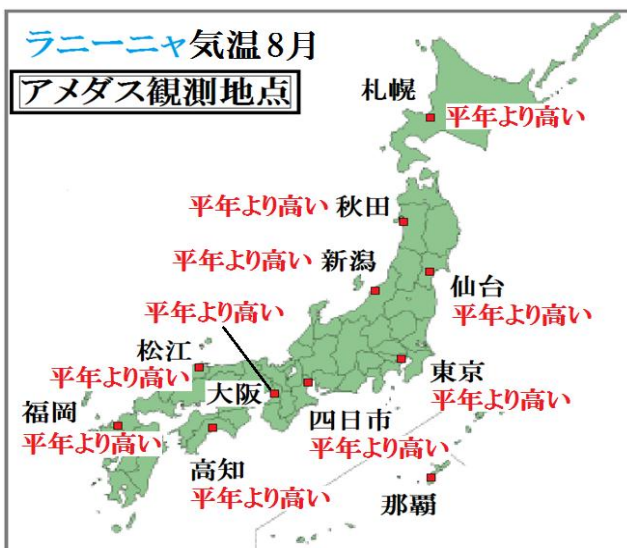 ラニーニャ気温8月
アメダス観測地点
札幌
平年より高い
平年より高い 秋田
平年より高い 新潟
仙台
平年より高い
平年より高い
松江
平年より高い
大阪
東京
平年より高い
福岡
平年より高い
四日市
平年より高い
高知
平年より高い
那覇